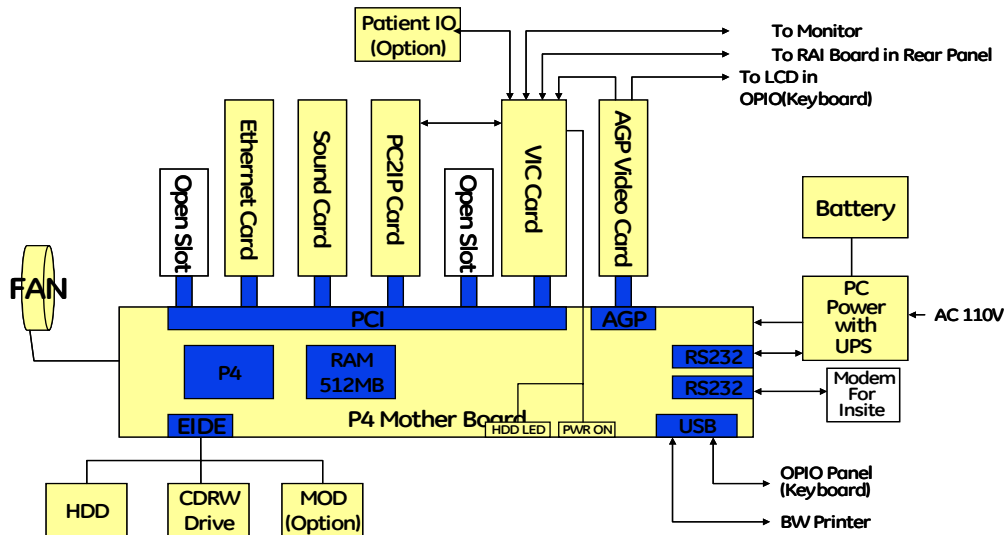 Patient IO
(Option)
To Monitor
To RAI Board in Rear Panel
To LCD in
OPIO(Keyboard)
Open Slot
Ethernet Card
Sound Card
PC2IP Card
Open Slot
VIC Card
AGP Video Card
Battery
FAN
PC
Power
with
UPS
AC 110V
PCI
AGP
P4
RAM
512MB
RS232
RS232
Modem
For
Insite
P4 Mother Board
EIDE
HDD LED
PWR ON
USB
HDD
CDRW
Drive
MOD
(Option)
OPIO Panel
(Keyboard)
BW Printer